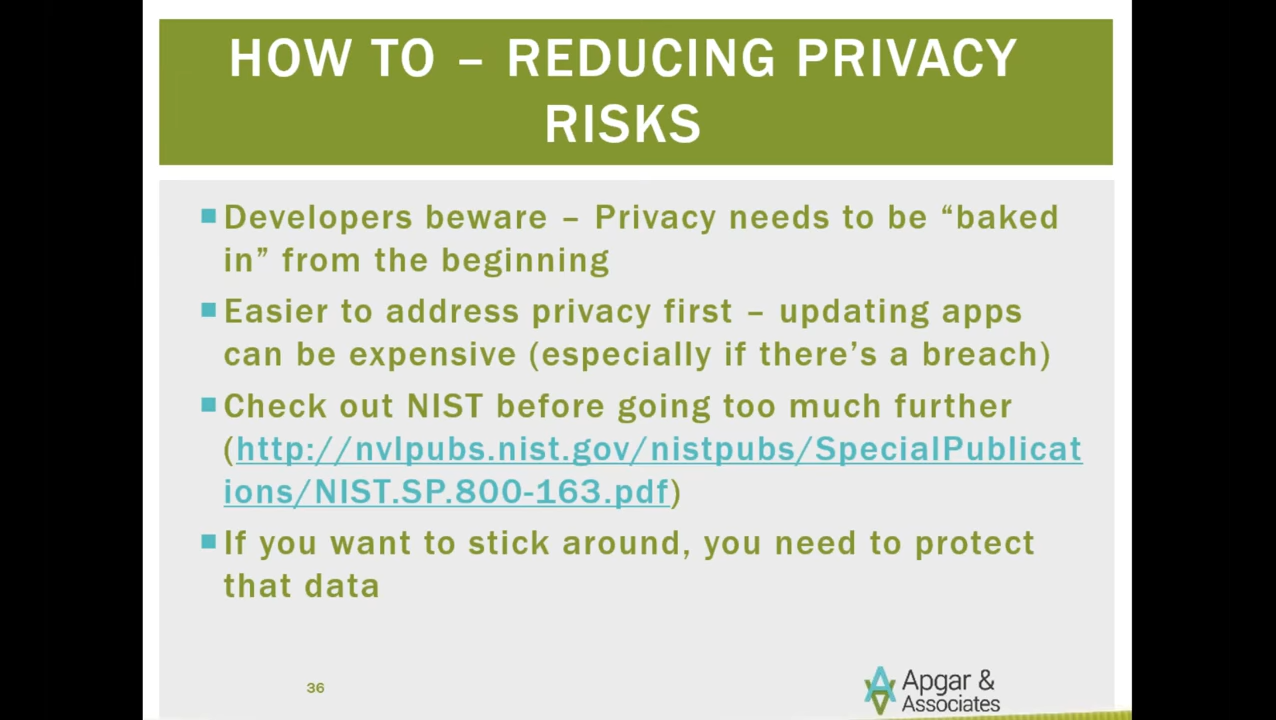 HOW TO – REDUCING PRIVACY
RISKS
Developers beware – Privacy needs to be “baked
in” from the beginning
Easier to address privacy first – updating apps
can be expensive (especially if there’s a breach)
Check out NIST before going too much further
(http://nvlpubs.nist.gov/nistpubs/SpecialPublicat
ions/NIST.SP.800-163.pdf)
If you want to stick around, you need to protect
that data
36
Apgar &
Associates